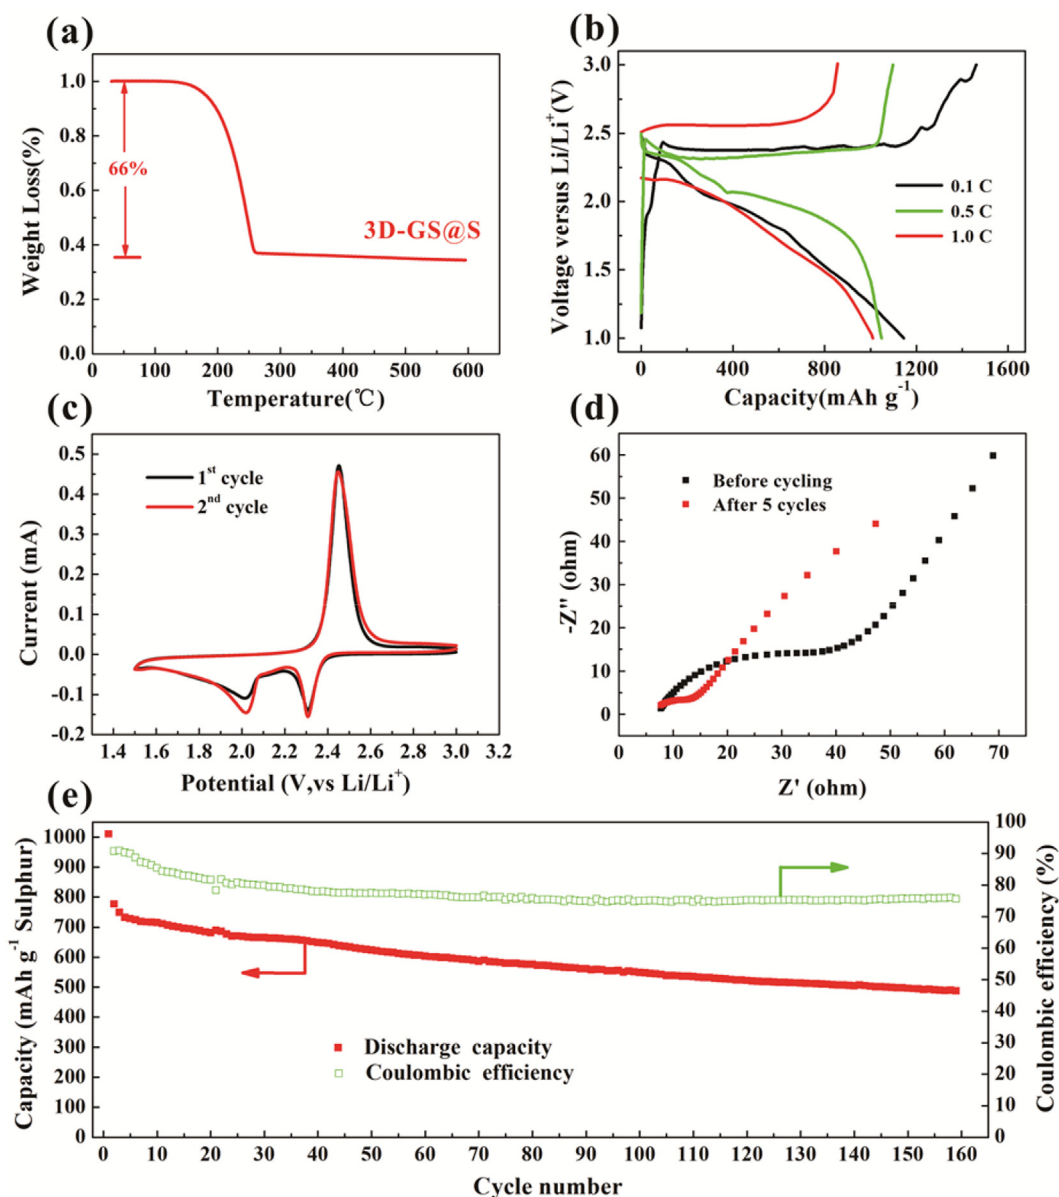 (a)
Weight Loss(%)
1.0
0.8
0.6
0.4
0.2
0.0
66%
3D-GS@S
0 100 200 300 400 500 600
Temperature(℃)
(b)
Voltage versus Li/Li⁺(V)
3.0
2.5
2.0
1.5
1.0
0.1 C
0.5 C
1.0 C
0 400 800 1200 1600
Capacity(mAh g⁻¹)
(c)
Current (mA)
0.5
0.4
0.3
0.2
0.1
0.0
-0.1
-0.2
1ˢᵗ cycle
2ⁿᵈ cycle
1.4 1.6 1.8 2.0 2.2 2.4 2.6 2.8 3.0 3.2
Potential (V,vs Li/Li⁺)
(d)
-Z'' (ohm)
60
50
40
30
20
10
0
Before cycling
After 5 cycles
0 10 20 30 40 50 60 70
Z' (ohm)
(e)
Capacity (mAh g⁻¹ Sulphur)
1000
900
800
700
600
500
400
300
200
100
0
Discharge capacity
Coulombic efficiency
100
90
80
70
60
50
40
30
20
10
0
Coulombic efficiency (%)
0 10 20 30 40 50 60 70 80 90 100 110 120 130 140 150 160
Cycle number